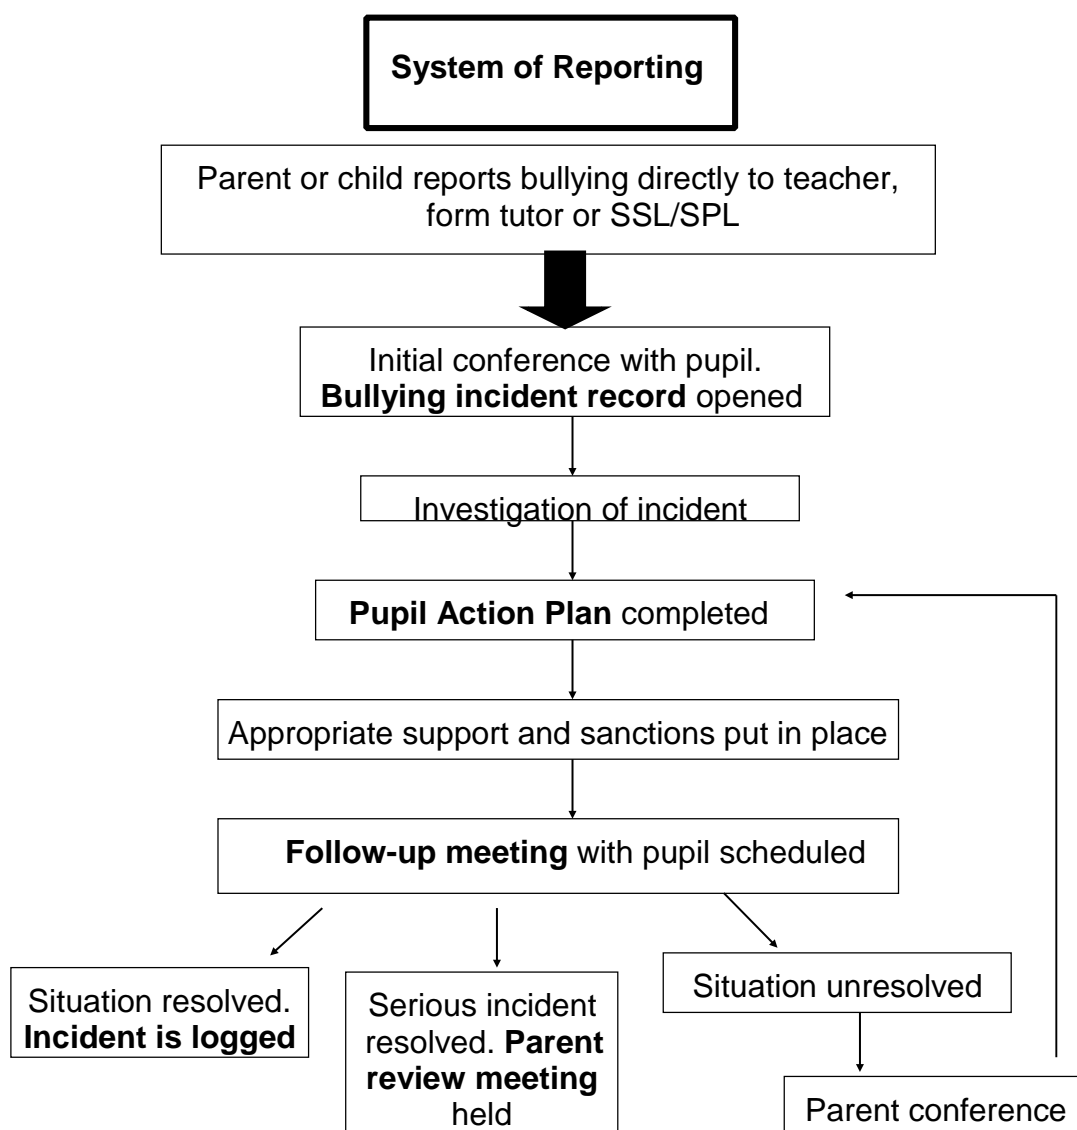 System of Reporting
Parent or child reports bullying directly to teacher,
form tutor or SSL/SPL
Initial conference with pupil.
Bullying incident record opened
Investigation of incident
Pupil Action Plan completed
Appropriate support and sanctions put in place
Follow-up meeting with pupil scheduled
Situation resolved.
Incident is logged
Serious incident
resolved. Parent
review meeting
held
Situation unresolved
Parent conference